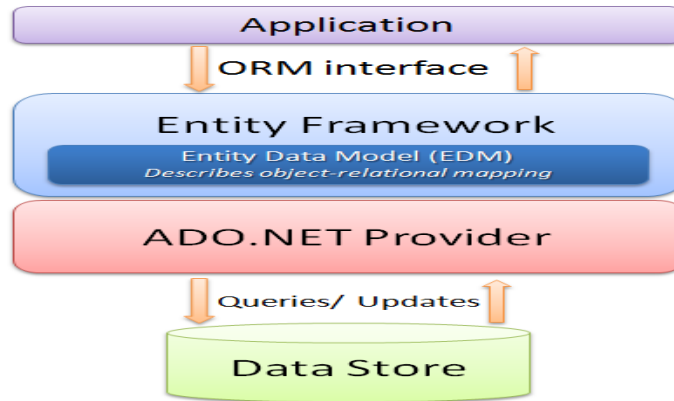 Application
ORM interface
Entity Framework
Entity Data Model (EDM)
Describes object-relational mapping
ADO.NET Provider
Queries/ Updates
Data Store